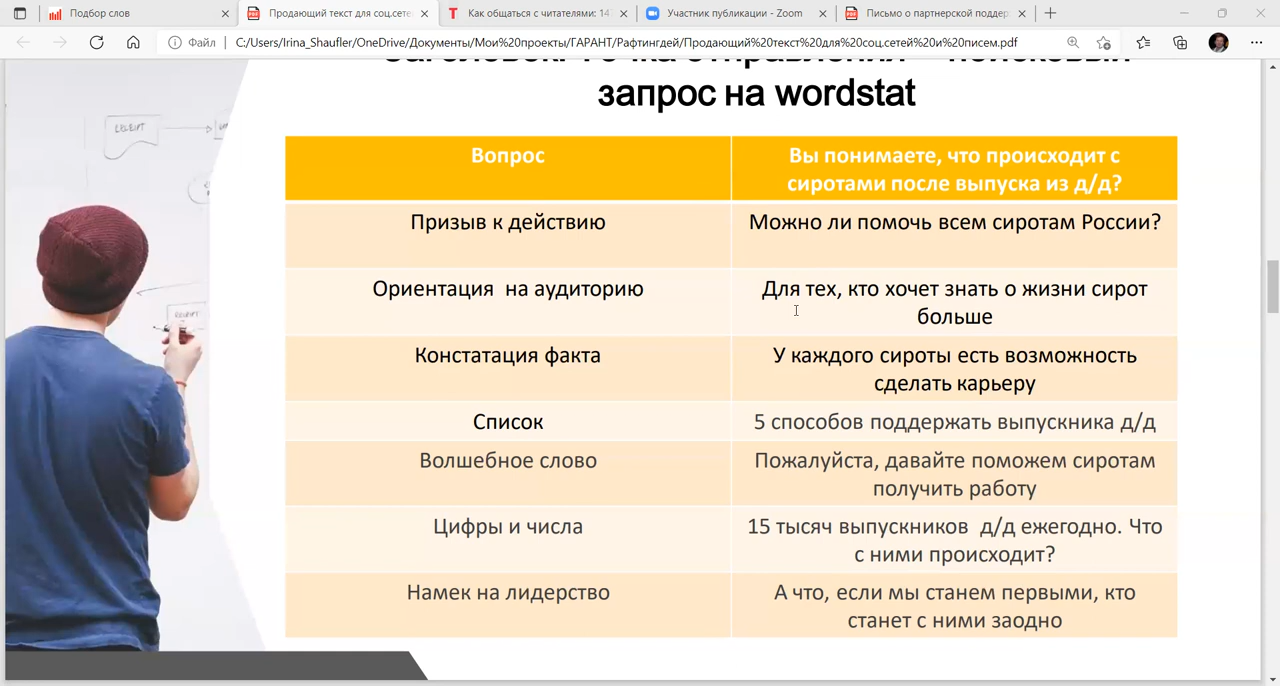 Подбор слов
Продающий текст для соц.сете
Как общаться с читателями: 14
Участник публикации - Zoom
Письмо о партнерской поддер
Файл
C:/Users/Irina_Shaufler/OneDrive/Документы/Мои%20проекты/ГАРАНТ/Рафтингдей/Продающий%20текст%20для%20соц.сетей%20и%20писем.pdf
Заголовок. Точка отправления – поисковый
запрос на wordstat
Вопрос
Вы понимаете, что происходит с
сиротами после выпуска из д/д?
Призыв к действию
Можно ли помочь всем сиротам России?
Ориентация на аудиторию
Для тех, кто хочет знать о жизни сирот
больше
Констатация факта
У каждого сироты есть возможность
сделать карьеру
Список
5 способов поддержать выпускника д/д
Волшебное слово
Пожалуйста, давайте поможем сиротам
получить работу
Цифры и числа
15 тысяч выпускников д/д ежегодно. Что
с ними происходит?
Намек на лидерство
А что, если мы станем первыми, кто
станет с ними заодно
RECEIPT